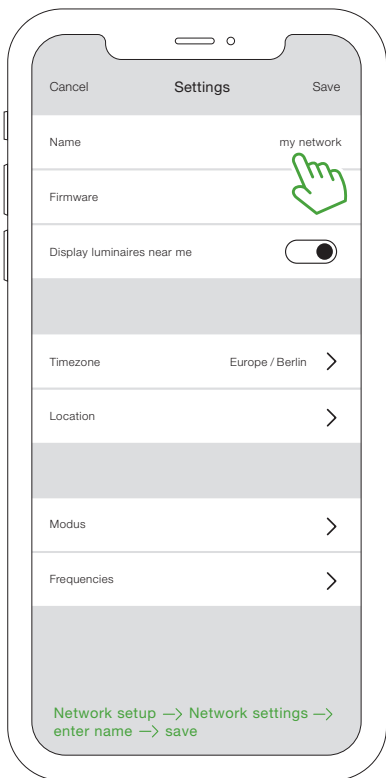 Cancel Settings Save
Name my network
Firmware
Display luminaires near me
Timezone Europe / Berlin
Location
Modus
Frequencies
Network setup —> Network settings —>
enter name —> save